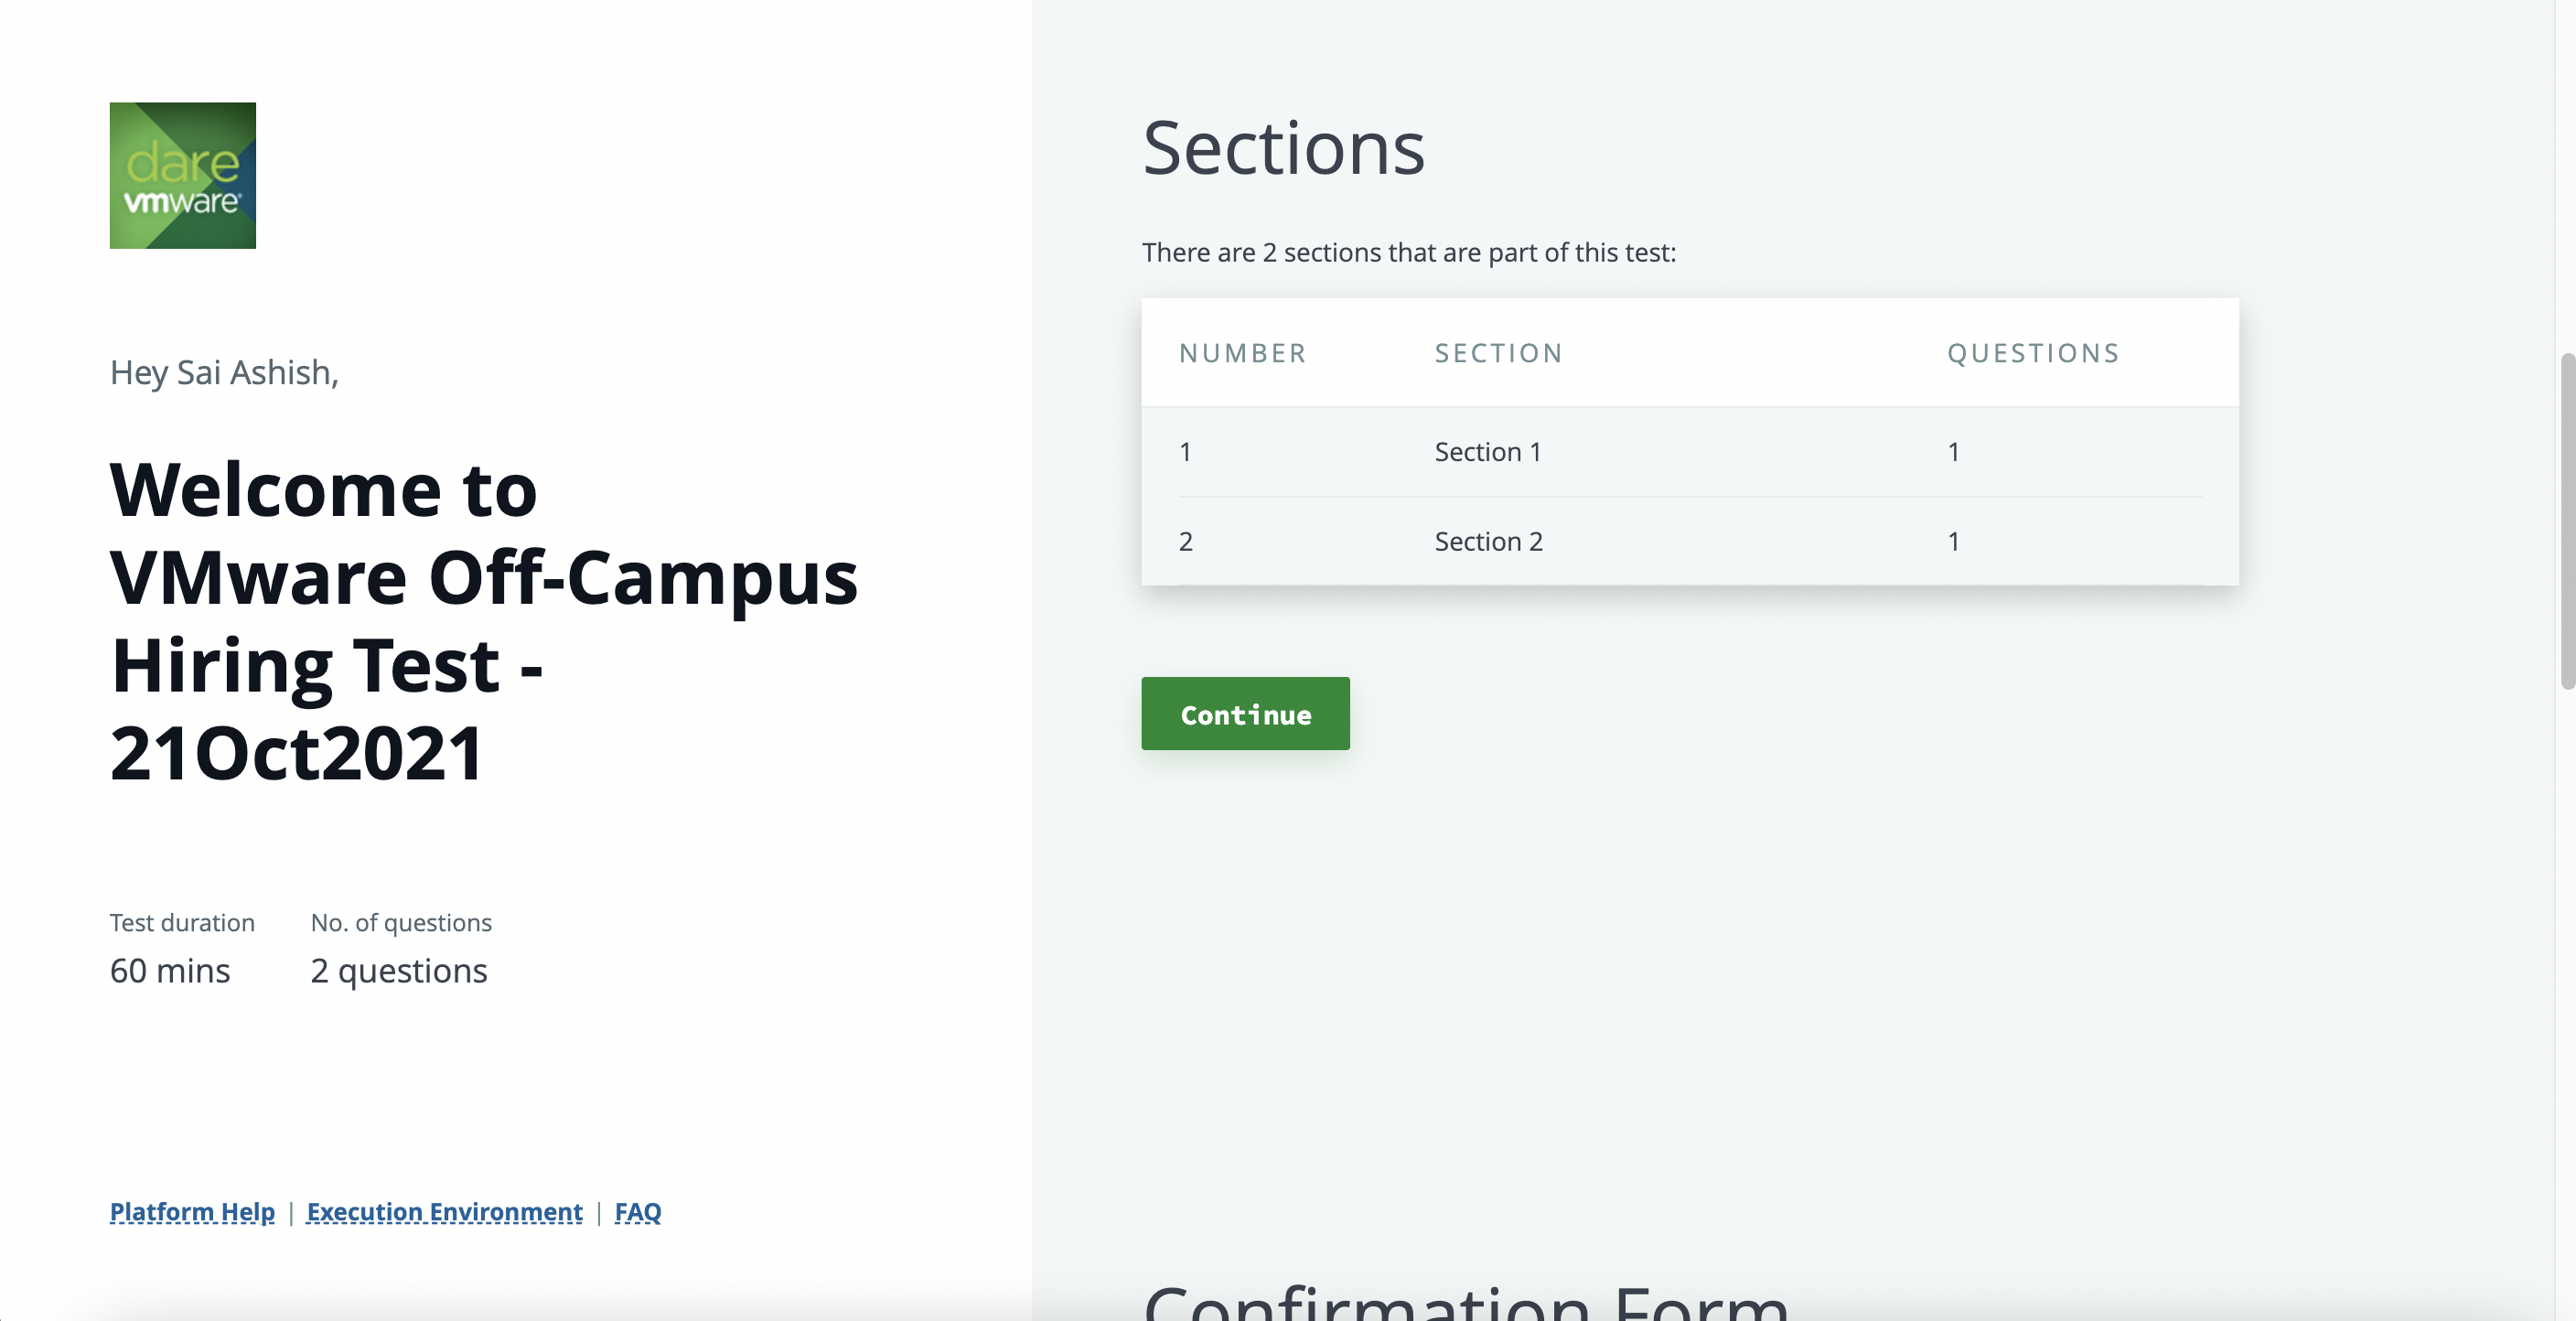 dare
vmware
Hey Sai Ashish,
Welcome to
VMware Off-Campus
Hiring Test -
21Oct2021
Test duration
60 mins
No. of questions
2 questions
Platform Help | Execution Environment | FAQ
Sections
There are 2 sections that are part of this test:
NUMBER SECTION QUESTIONS
1 Section 1 1
2 Section 2 1
Continue
Confirmation Form